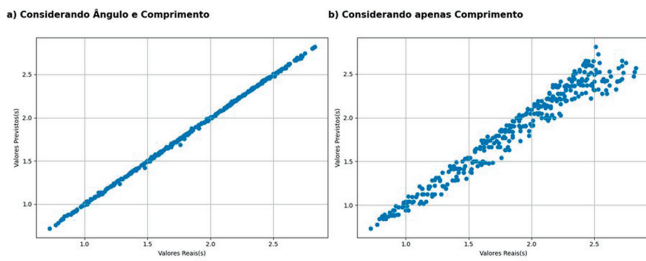 a) Considerando Ângulo e Comprimento
Valores Previstos(s)
2.5
2.0
1.5
1.0
1.0 1.5 2.0 2.5
Valores Reais(s)
b) Considerando apenas Comprimento
Valores Previstos(s)
2.5
2.0
1.5
1.0
1.0 1.5 2.0 2.5
Valores Reais(s)